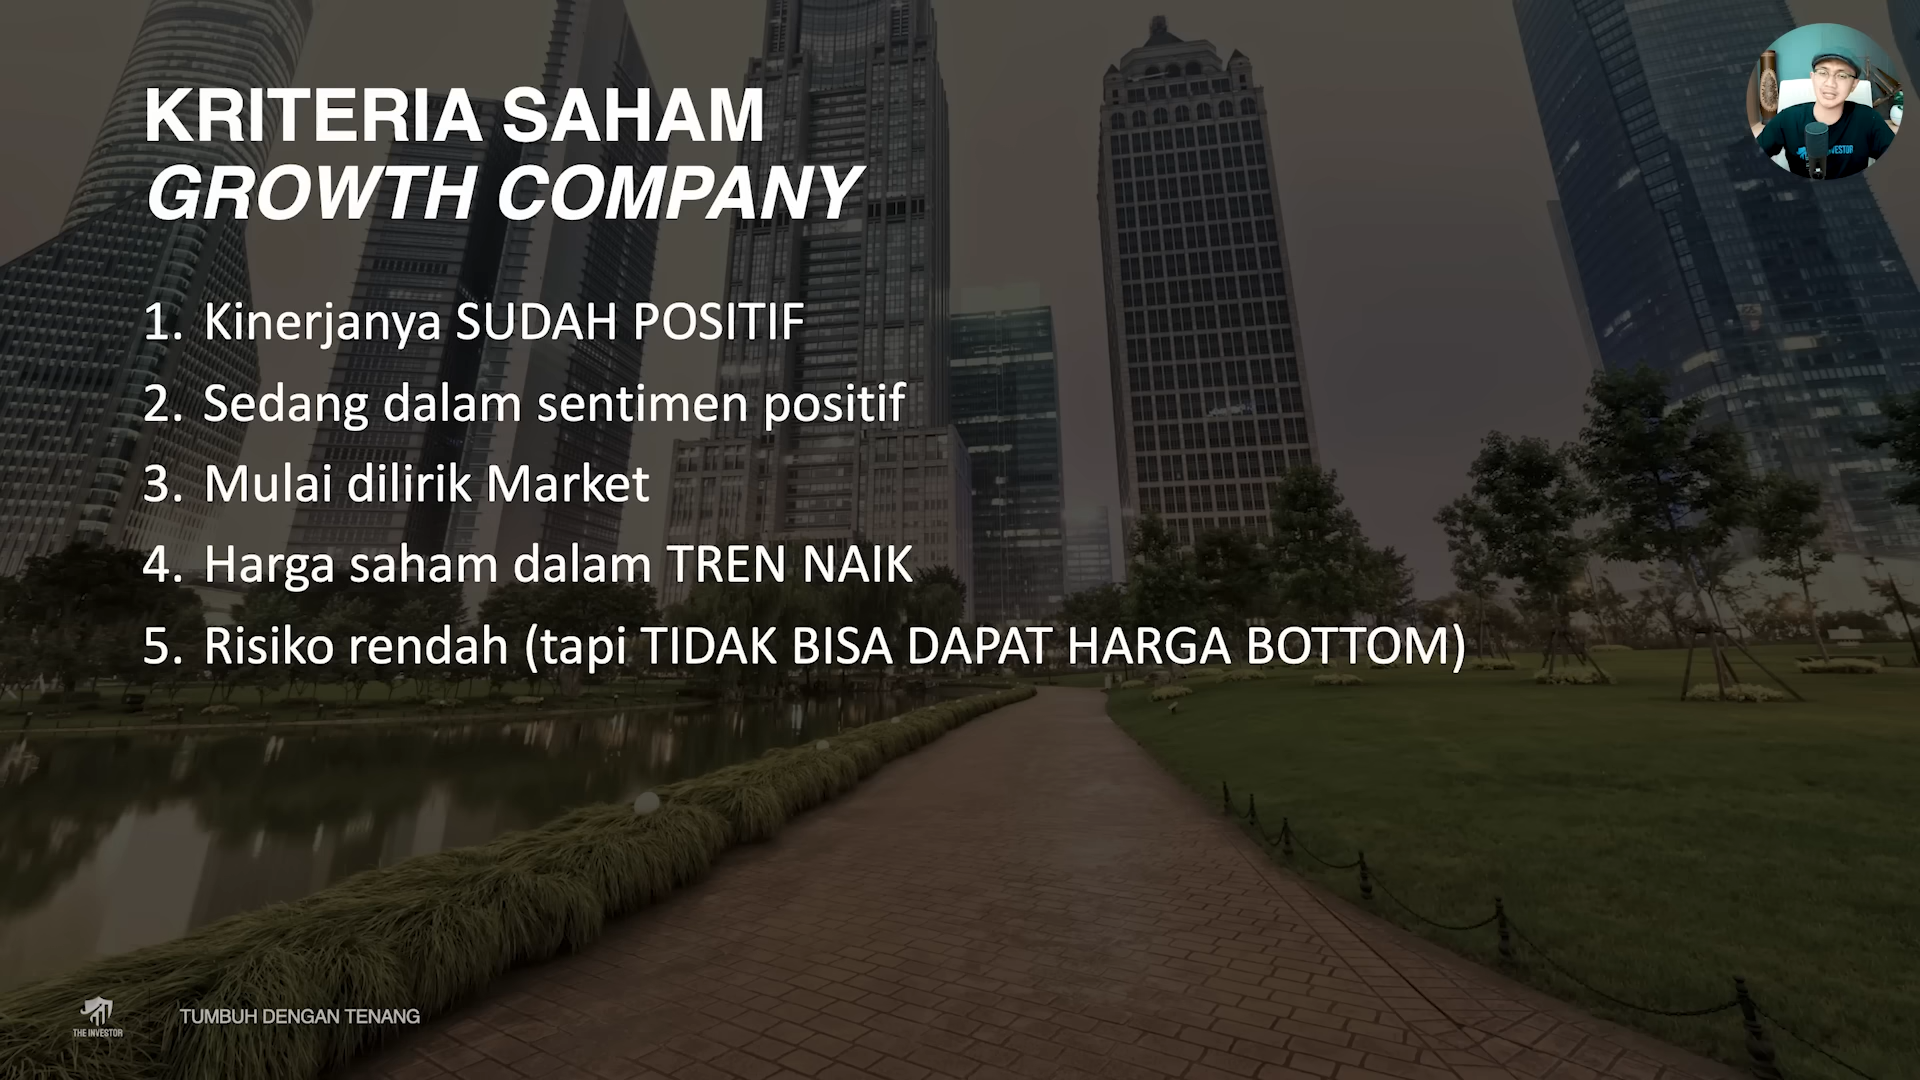 KRITERIA SAHAM
GROWTH COMPANY
1. Kinerjanya SUDAH POSITIF
2. Sedang dalam sentimen positif
3. Mulai dilirik Market
4. Harga saham dalam TREN NAIK
5. Risiko rendah (tapi TIDAK BISA DAPAT HARGA BOTTOM)
THE INVESTOR
TUMBUH DENGAN TENANG